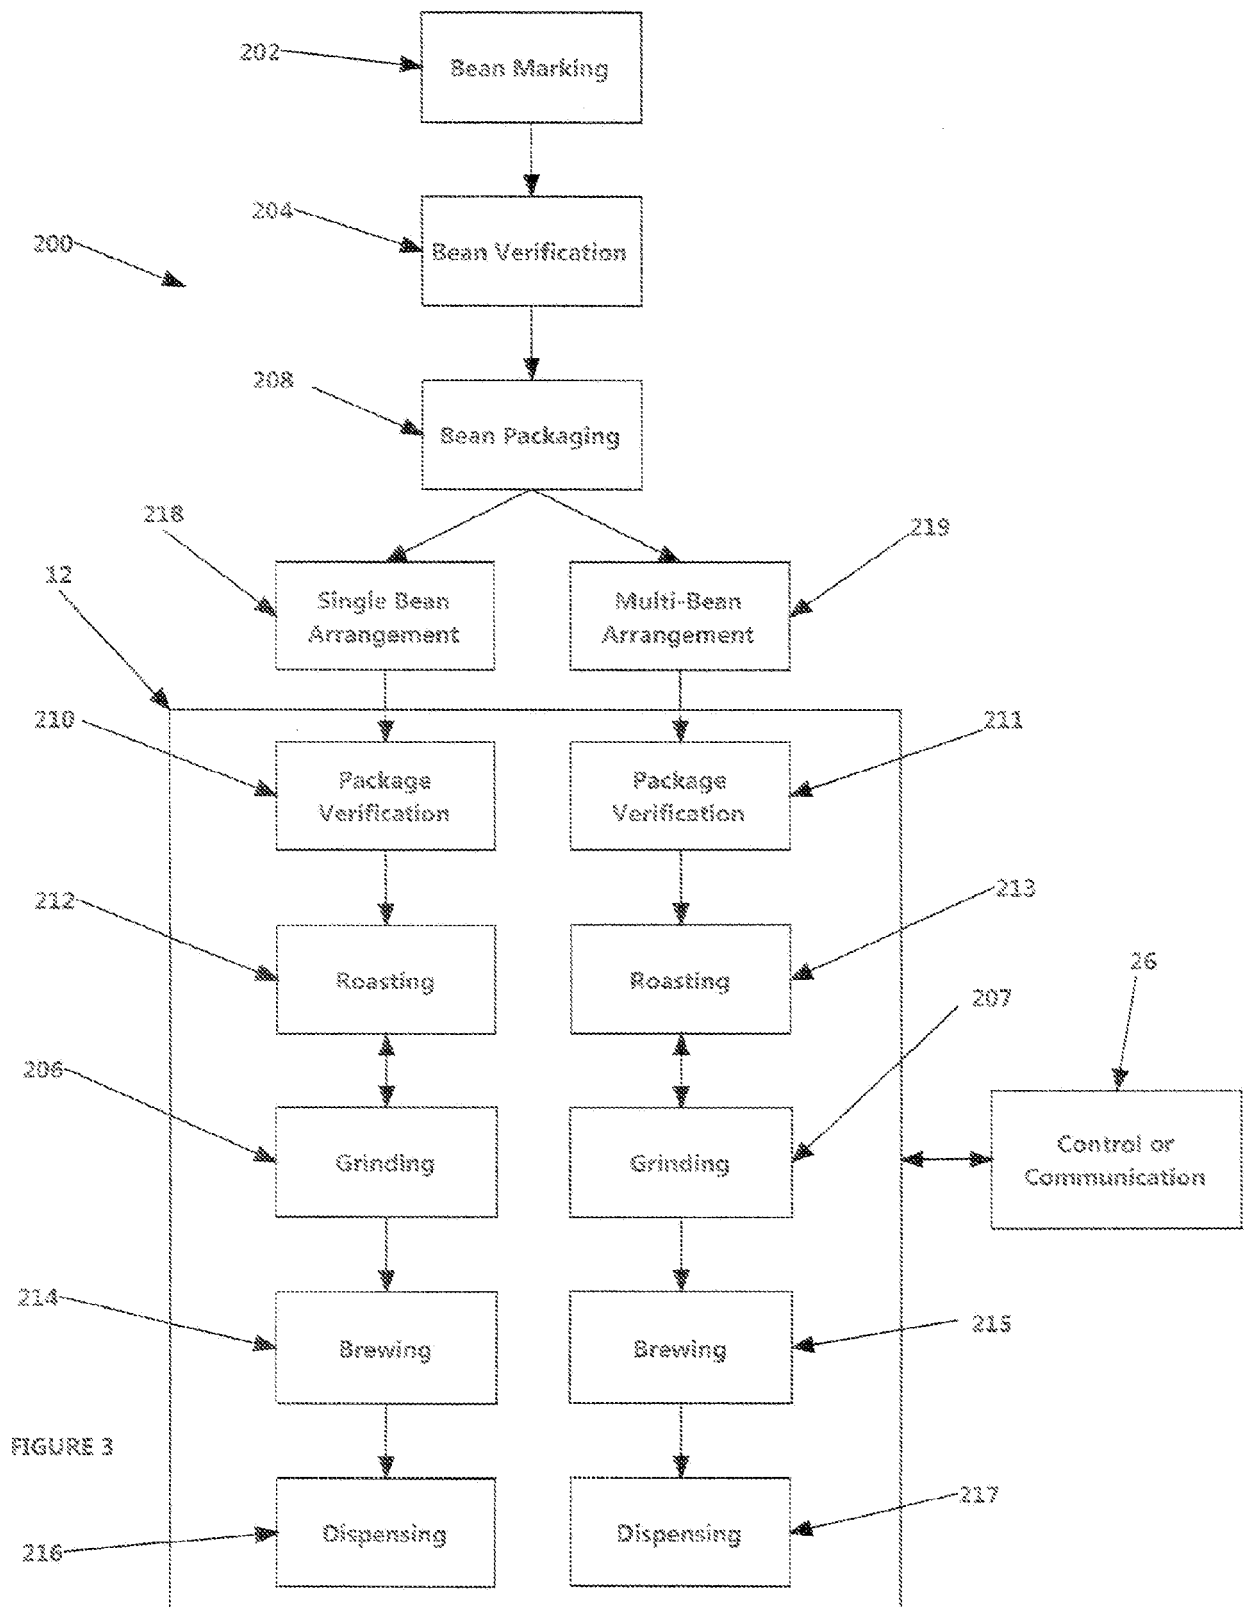 202
Bean Marking
204
200
Bean Verification
208
Bean Packaging
218
219
12
Single Bean
Arrangement
Multi-Bean
Arrangement
210
211
Package
Verification
Package
Verification
212
213
Roasting
Roasting
26
207
206
Grinding
Grinding
Control or
Communication
214
215
Brewing
Brewing
FIGURE 3
217
Dispensing
Dispensing
216